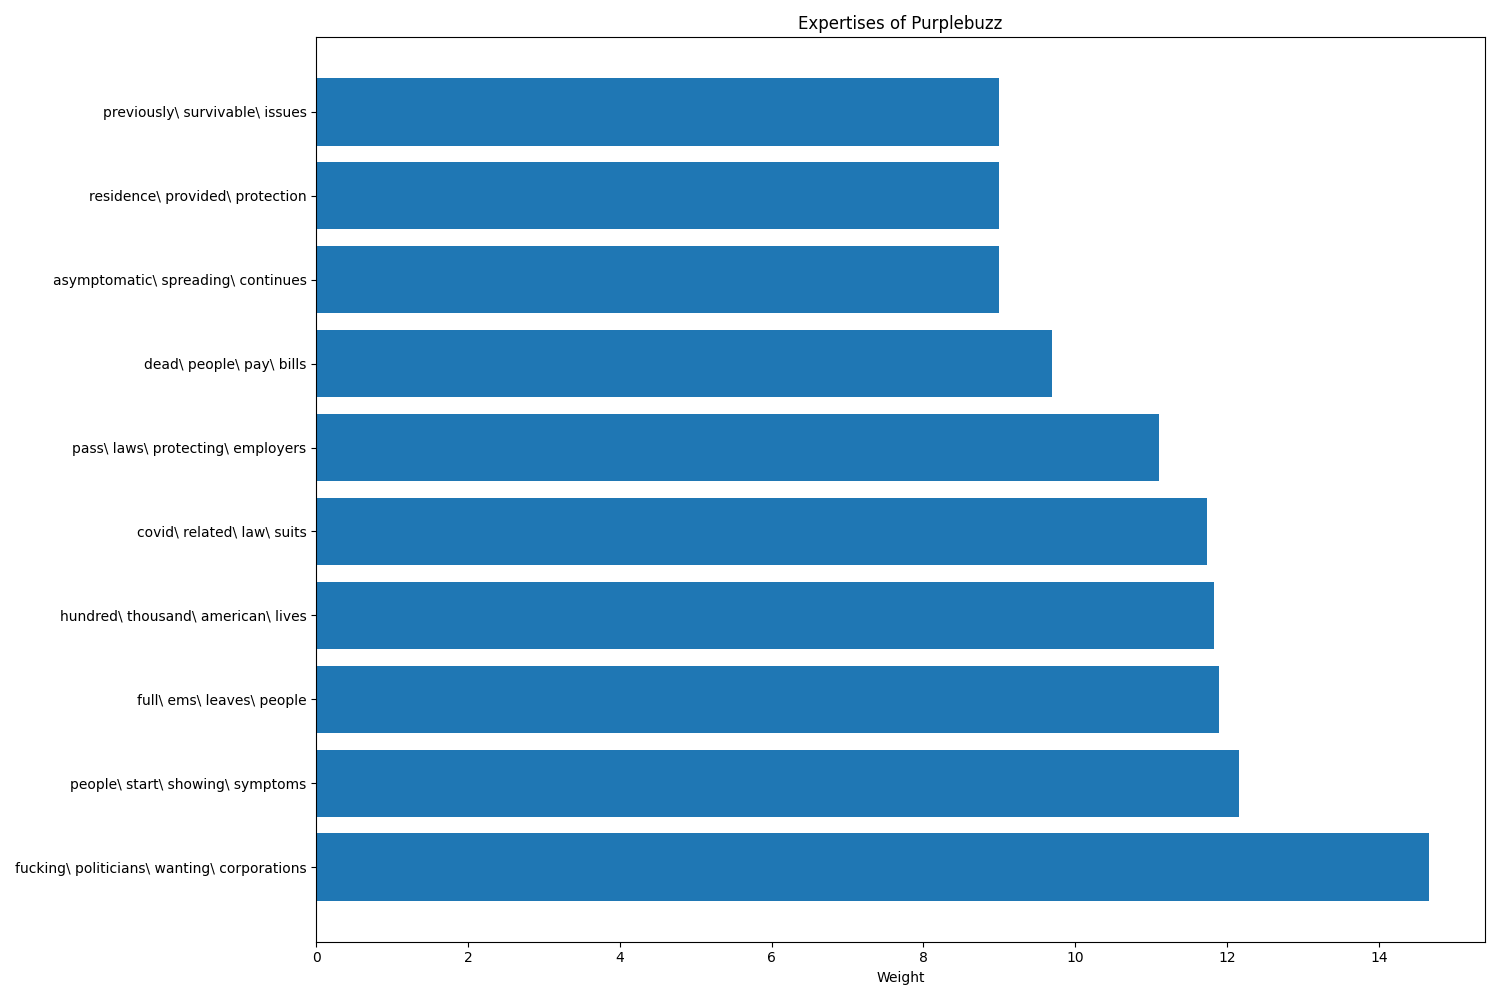 Expertises of Purplebuzz
previously\ survivable\ issues
residence\ provided\ protection
asymptomatic\ spreading\ continues
dead\ people\ pay\ bills
pass\ laws\ protecting\ employers
covid\ related\ law\ suits
hundred\ thousand\ american\ lives
full\ ems\ leaves\ people
people\ start\ showing\ symptoms
fucking\ politicians\ wanting\ corporations
0 2 4 6 8 10 12 14
Weight